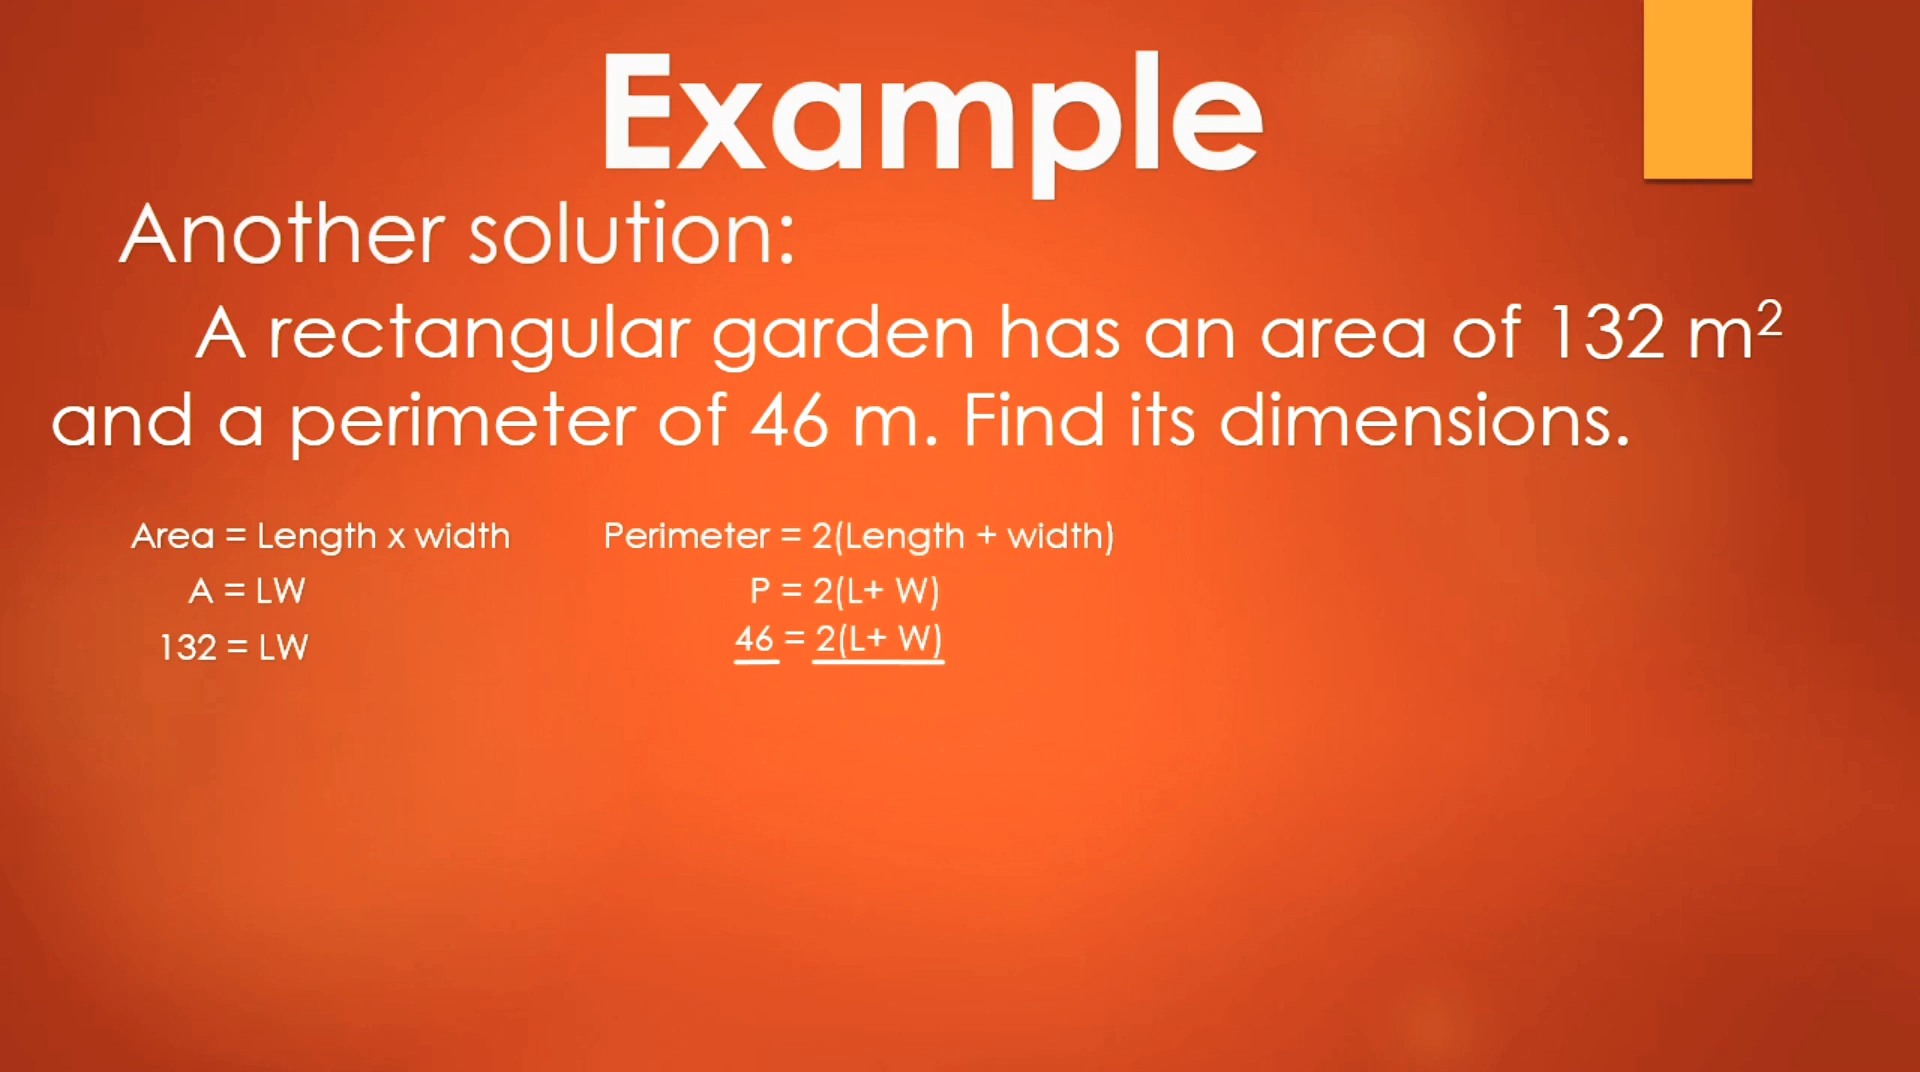 Example
Another solution:
A rectangular garden has an area of 132 m²
and a perimeter of 46 m. Find its dimensions.
Area = Length x width
A = LW
132 = LW
Perimeter = 2(Length + width)
P = 2(L+ W)
46 = 2(L+ W)